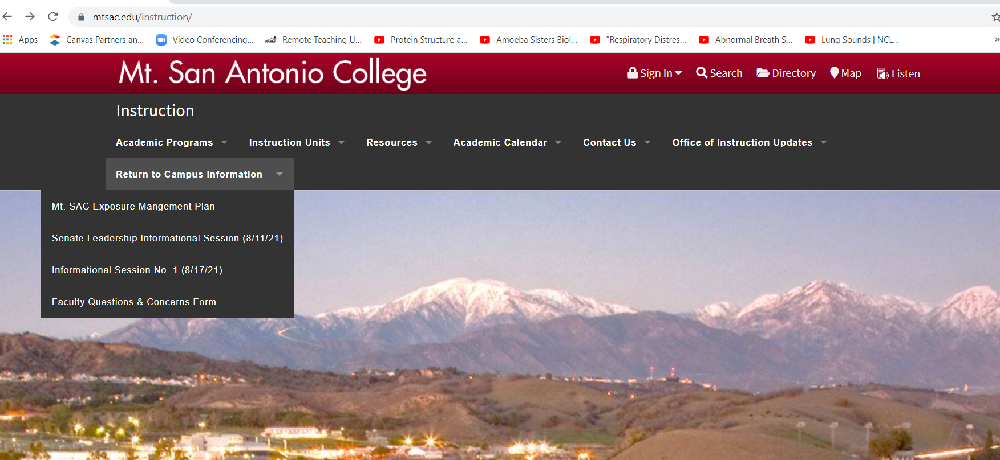 mtsac.edu/instruction/
Apps Canvas Partners an... Video Conferencing... Remote Teaching U... Protein Structure a... Amoeba Sisters Biol... "Respiratory Distres... Abnormal Breath S... Lung Sounds | NCL... »
Mt. San Antonio College Sign In Search Directory Map Listen
Instruction
Academic Programs Instruction Units Resources Academic Calendar Contact Us Office of Instruction Updates
Return to Campus Information
Mt. SAC Exposure Mangement Plan
Senate Leadership Informational Session (8/11/21)
Informational Session No. 1 (8/17/21)
Faculty Questions & Concerns Form